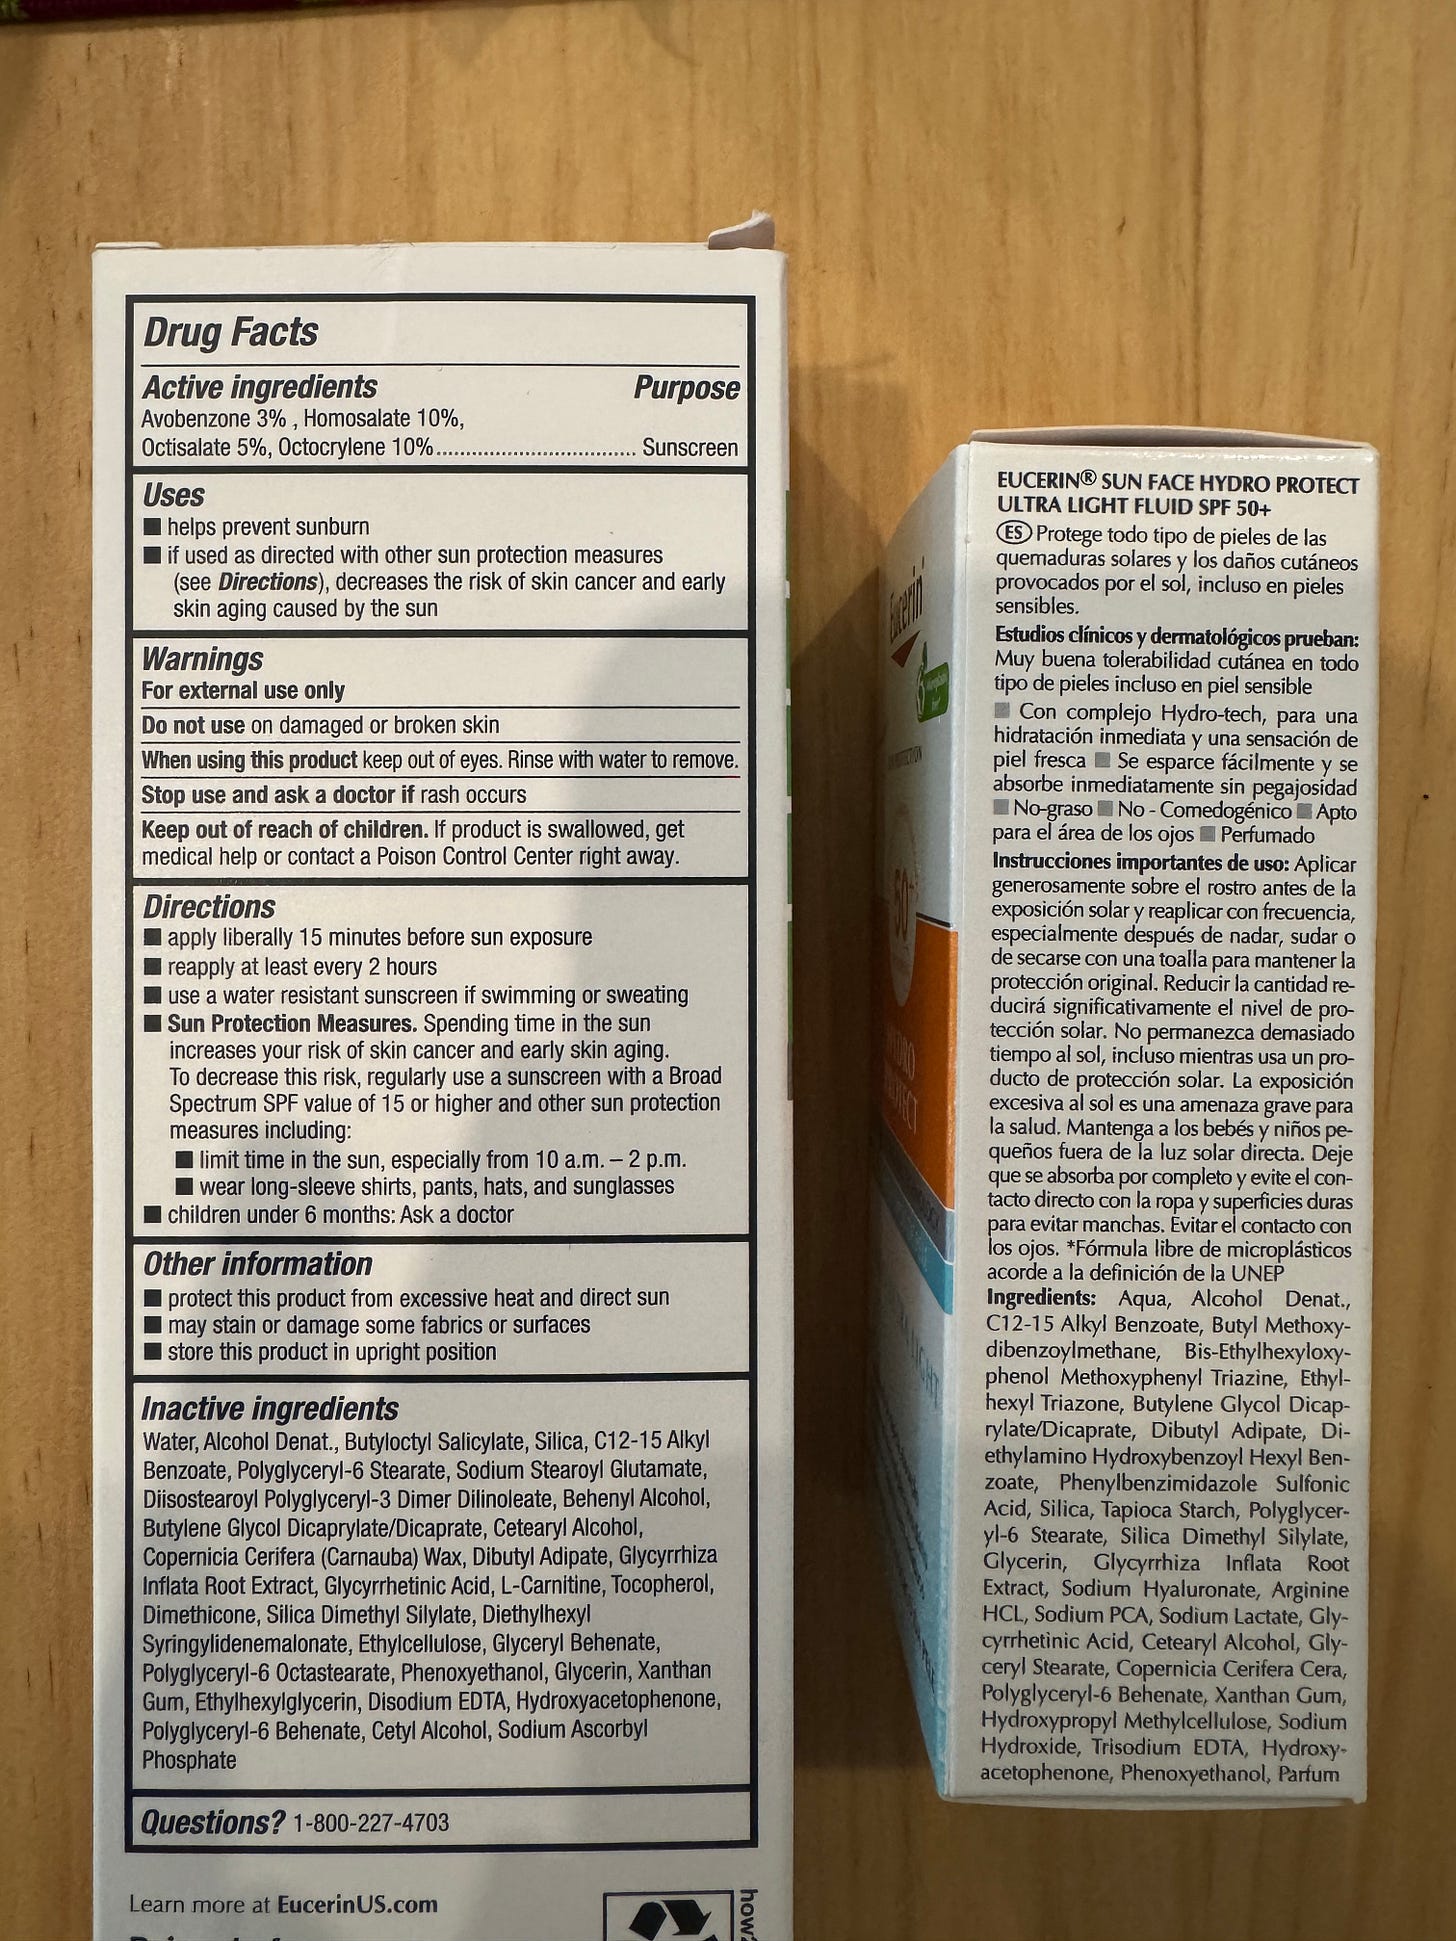 Drug Facts
Active ingredients Purpose
Avobenzone 3% , Homosalate 10%,
Octisalate 5%, Octocrylene 10%.................................... Sunscreen
Uses
■ helps prevent sunburn
■ if used as directed with other sun protection measures
(see Directions), decreases the risk of skin cancer and early
skin aging caused by the sun
Warnings
For external use only
Do not use on damaged or broken skin
When using this product keep out of eyes. Rinse with water to remove.
Stop use and ask a doctor if rash occurs
Keep out of reach of children. If product is swallowed, get
medical help or contact a Poison Control Center right away.
Directions
■ apply liberally 15 minutes before sun exposure
■ reapply at least every 2 hours
■ use a water resistant sunscreen if swimming or sweating
■ Sun Protection Measures. Spending time in the sun
increases your risk of skin cancer and early skin aging.
To decrease this risk, regularly use a sunscreen with a Broad
Spectrum SPF value of 15 or higher and other sun protection
measures including:
■ limit time in the sun, especially from 10 a.m. – 2 p.m.
■ wear long-sleeve shirts, pants, hats, and sunglasses
■ children under 6 months: Ask a doctor
Other information
■ protect this product from excessive heat and direct sun
■ may stain or damage some fabrics or surfaces
■ store this product in upright position
Inactive ingredients
Water, Alcohol Denat., Butyloctyl Salicylate, Silica, C12-15 Alkyl
Benzoate, Polyglyceryl-6 Stearate, Sodium Stearoyl Glutamate,
Diisostearoyl Polyglyceryl-3 Dimer Dilinoleate, Behenyl Alcohol,
Butylene Glycol Dicaprylate/Dicaprate, Cetearyl Alcohol,
Copernicia Cerifera (Carnauba) Wax, Dibutyl Adipate, Glycyrrhiza
Inflata Root Extract, Glycyrrhetinic Acid, L-Carnitine, Tocopherol,
Dimethicone, Silica Dimethyl Silylate, Diethylhexyl
Syringylidenemalonate, Ethylcellulose, Glyceryl Behenate,
Polyglyceryl-6 Octastearate, Phenoxyethanol, Glycerin, Xanthan
Gum, Ethylhexylglycerin, Disodium EDTA, Hydroxyacetophenone,
Polyglyceryl-6 Behenate, Cetyl Alcohol, Sodium Ascorbyl
Phosphate
Questions? 1-800-227-4703
Learn more at EucerinUS.com
Eucerin
50+
HYDRO
PROTECT
ULTRA LIGHT
EUCERIN® SUN FACE HYDRO PROTECT
ULTRA LIGHT FLUID SPF 50+
ES Protege todo tipo de pieles de las
quemaduras solares y los daños cutáneos
provocados por el sol, incluso en pieles
sensibles.
Estudios clínicos y dermatológicos prueban:
Muy buena tolerabilidad cutánea en todo
tipo de pieles incluso en piel sensible
■ Con complejo Hydro-tech, para una
hidratación inmediata y una sensación de
piel fresca ■ Se esparce fácilmente y se
absorbe inmediatamente sin pegajosidad
■ No-graso ■ No - Comedogénico ■ Apto
para el área de los ojos ■ Perfumado
Instrucciones importantes de uso: Aplicar
generosamente sobre el rostro antes de la
exposición solar y reaplicar con frecuencia,
especialmente después de nadar, sudar o
de secarse con una toalla para mantener la
protección original. Reducir la cantidad re-
ducirá significativamente el nivel de pro-
tección solar. No permanezca demasiado
tiempo al sol, incluso mientras usa un pro-
ducto de protección solar. La exposición
excesiva al sol es una amenaza grave para
la salud. Mantenga a los bebés y niños pe-
queños fuera de la luz solar directa. Deje
que se absorba por completo y evite el con-
tacto directo con la ropa y superficies duras
para evitar manchas. Evitar el contacto con
los ojos. *Fórmula libre de microplásticos
acorde a la definición de la UNEP
Ingredients: Aqua, Alcohol Denat.,
C12-15 Alkyl Benzoate, Butyl Methoxy-
dibenzoylmethane, Bis-Ethylhexyloxy-
phenol Methoxyphenyl Triazine, Ethyl-
hexyl Triazone, Butylene Glycol Dicap-
rylate/Dicaprate, Dibutyl Adipate, Di-
ethylamino Hydroxybenzoyl Hexyl Ben-
zoate, Phenylbenzimidazole Sulfonic
Acid, Silica, Tapioca Starch, Polyglycer-
yl-6 Stearate, Silica Dimethyl Silylate,
Glycerin, Glycyrrhiza Inflata Root
Extract, Sodium Hyaluronate, Arginine
HCL, Sodium PCA, Sodium Lactate, Gly-
cyrrhetinic Acid, Cetearyl Alcohol, Gly-
ceryl Stearate, Copernicia Cerifera Cera,
Polyglyceryl-6 Behenate, Xanthan Gum,
Hydroxypropyl Methylcellulose, Sodium
Hydroxide, Trisodium EDTA, Hydroxy-
acetophenone, Phenoxyethanol, Parfum